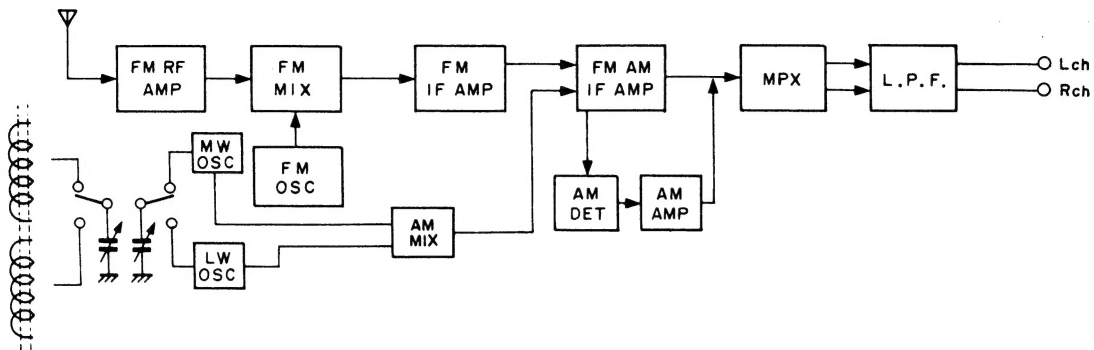 FM RF
AMP
FM
MIX
FM
IF AMP
FM AM
IF AMP
MPX
L.P.F.
Lch
Rch
MW
OSC
FM
OSC
AM
DET
AM
AMP
AM
MIX
LW
OSC